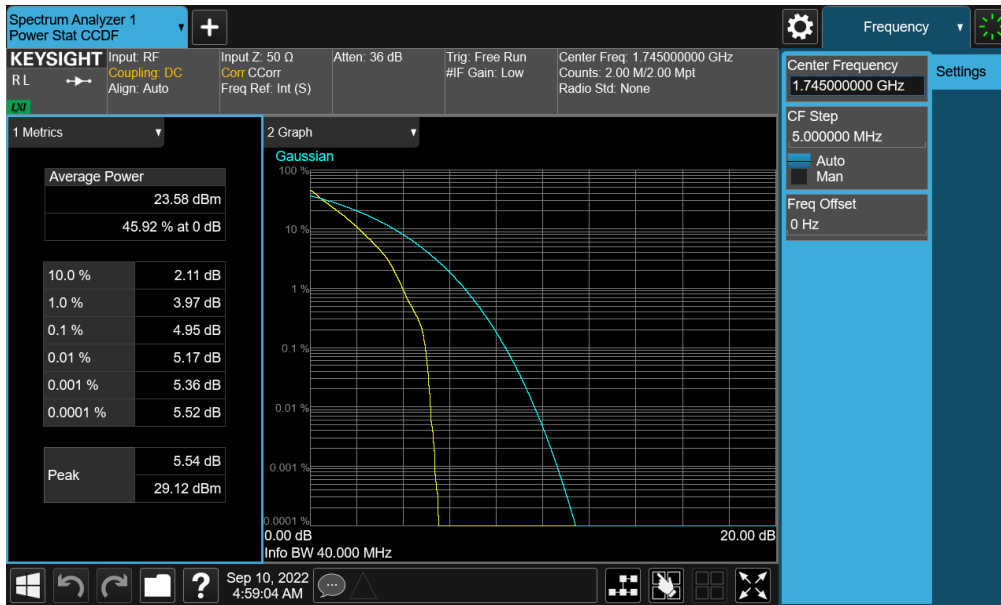 Spectrum Analyzer 1
Power Stat CCDF
Frequency
KEYSIGHT
R L
LXI
Input: RF
Coupling: DC
Align: Auto
Input Z: 50 Ω
Corr CCorr
Freq Ref: Int (S)
Atten: 36 dB
Trig: Free Run
#IF Gain: Low
Center Freq: 1.745000000 GHz
Counts: 2.00 M/2.00 Mpt
Radio Std: None
Center Frequency
1.745000000 GHz
Settings
CF Step
5.000000 MHz
Auto
Man
Freq Offset
0 Hz
1 Metrics
Average Power
23.58 dBm
45.92 % at 0 dB
10.0 % 2.11 dB
1.0 % 3.97 dB
0.1 % 4.95 dB
0.01 % 5.17 dB
0.001 % 5.36 dB
0.0001 % 5.52 dB
Peak
5.54 dB
29.12 dBm
2 Graph
Gaussian
100 %
10 %
1 %
0.1 %
0.01 %
0.001 %
0.0001 %
0.00 dB 20.00 dB
Info BW 40.000 MHz
?
Sep 10, 2022
4:59:04 AM